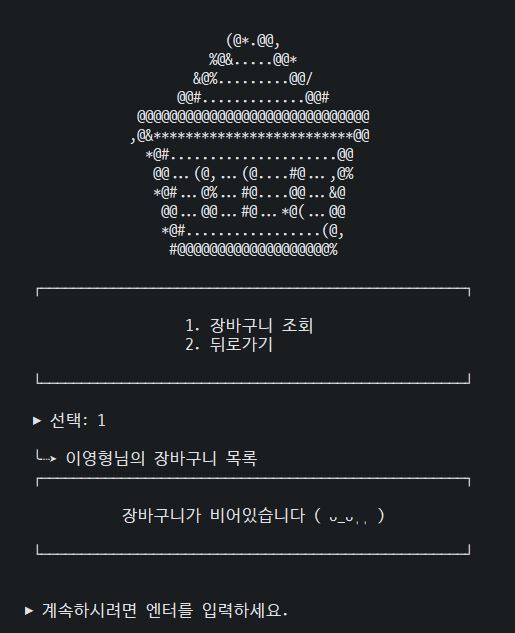 1. 장바구니 조회
2. 뒤로가기
▶ 선택: 1
╰┈➤ 이영형님의 장바구니 목록
장바구니가 비어있습니다 ( ᴗ_ᴗ̩̩ )
▶ 계속하시려면 엔터를 입력하세요.